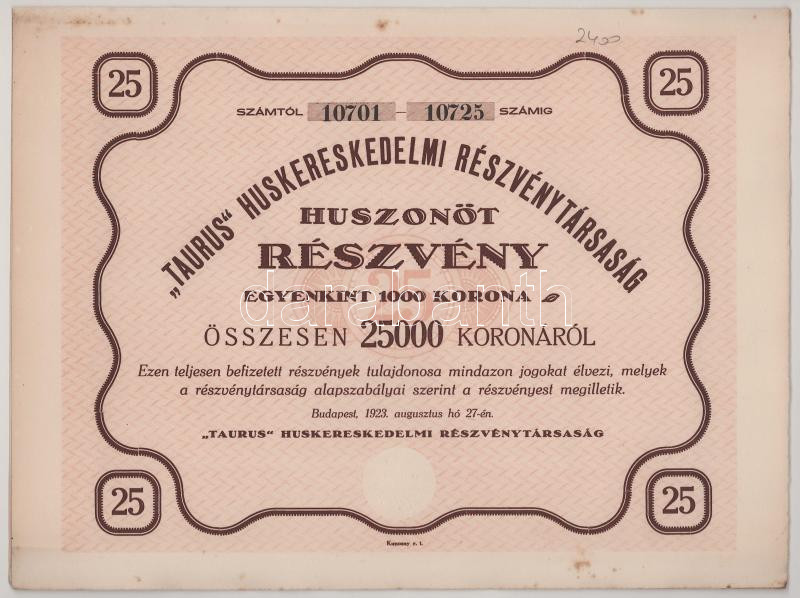 2400
25
25
SZÁMTÓL 10701 — 10725 SZÁMIG
„TAURUS“ HUSKERESKEDELMI RÉSZVÉNYTÁRSASÁG
HUSZONÖT
RÉSZVÉNY
25
EGYENKINT 1000 KORONA
darabanth
ÖSSZESEN 25000 KORONÁRÓL
Ezen teljesen befizetett részvények tulajdonosa mindazon jogokat élvezi, melyek
a részvénytársaság alapszabályai szerint a részvényest megilletik.
Budapest, 1923. augusztus hó 27-én.
„TAURUS“ HUSKERESKEDELMI RÉSZVÉNYTÁRSASÁG
25
25
r. t.